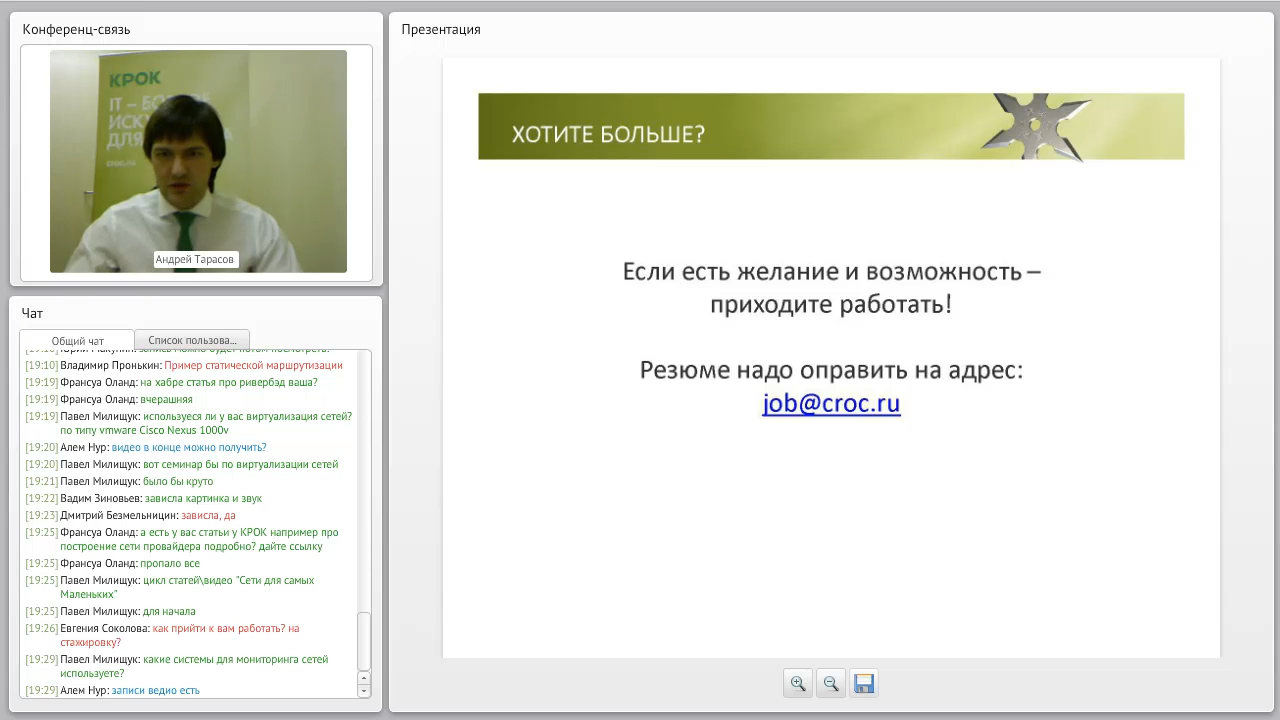 Конференц-связь
КРОК
IT –
ИСК
ДЛЯ
Андрей Тарасов
Чат
Общий чат
Список пользова...
[19:10] Владимир Пронькин: Пример статической маршрутизации
[19:19] Франсуа Оланд: на хабре статья про ривербэд ваша?
[19:19] Франсуа Оланд: вчерашняя
[19:19] Павел Милищук: используеся ли у вас виртуализация сетей?
по типу vmware Cisco Nexus 1000v
[19:20] Алем Нур: видео в конце можно получить?
[19:20] Павел Милищук: вот семинар бы по виртуализации сетей
[19:21] Павел Милищук: было бы круто
[19:22] Вадим Зиновьев: зависла картинка и звук
[19:23] Дмитрий Безмельницин: зависла, да
[19:25] Франсуа Оланд: а есть у вас статьи у КРОК например про
построение сети провайдера подробно? дайте ссылку
[19:25] Франсуа Оланд: пропало все
[19:25] Павел Милищук: цикл статей\видео "Сети для самых
Маленьких"
[19:25] Павел Милищук: для начала
[19:26] Евгения Соколова: как прийти к вам работать? на
стажировку?
[19:29] Павел Милищук: какие системы для мониторинга сетей
используете?
[19:29] Алем Нур: записи ведио есть
Презентация
ХОТИТЕ БОЛЬШЕ?
Если есть желание и возможность –
приходите работать!
Резюме надо оправить на адрес:
job@croc.ru